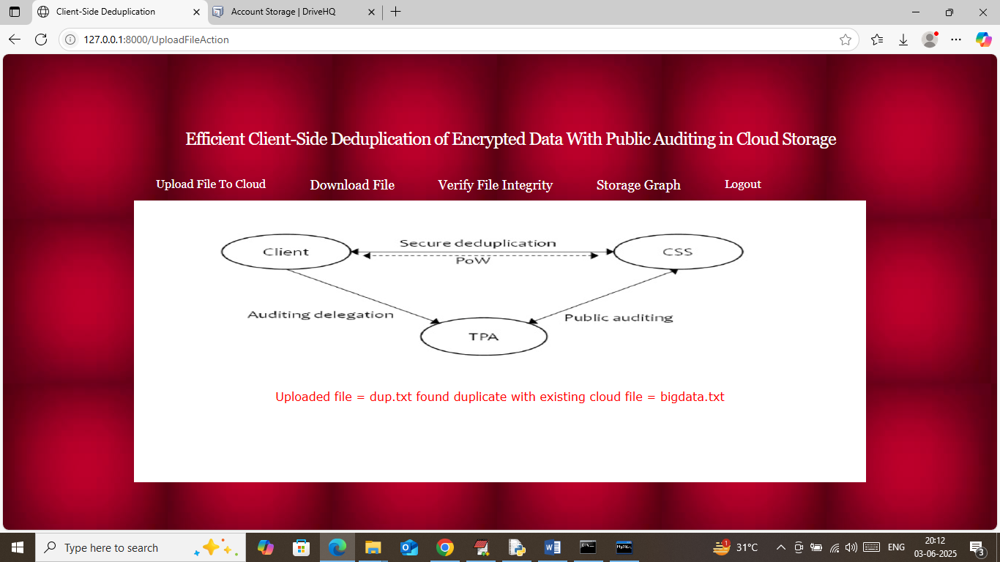 Client-Side Deduplication
Account Storage | DriveHQ
127.0.0.1:8000/UploadFileAction
Efficient Client-Side Deduplication of Encrypted Data With Public Auditing in Cloud Storage
Upload File To Cloud
Download File
Verify File Integrity
Storage Graph
Logout
Secure deduplication
Client
CSS
PoW
Auditing delegation
Public auditing
TPA
Uploaded file = dup.txt found duplicate with existing cloud file = bigdata.txt
Type here to search
1
31°C
ENG
20:12
03-06-2025
3